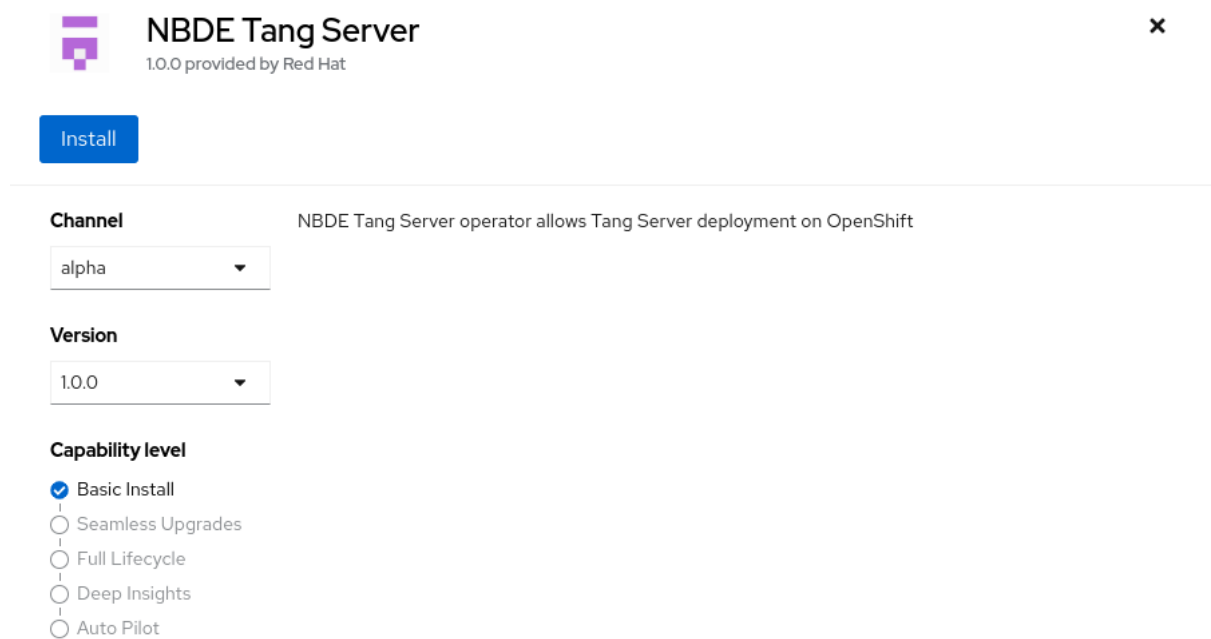 NBDE Tang Server
1.0.0 provided by Red Hat
Install
Channel
alpha
Version
1.0.0
Capability level
Basic Install
Seamless Upgrades
Full Lifecycle
Deep Insights
Auto Pilot
NBDE Tang Server operator allows Tang Server deployment on OpenShift